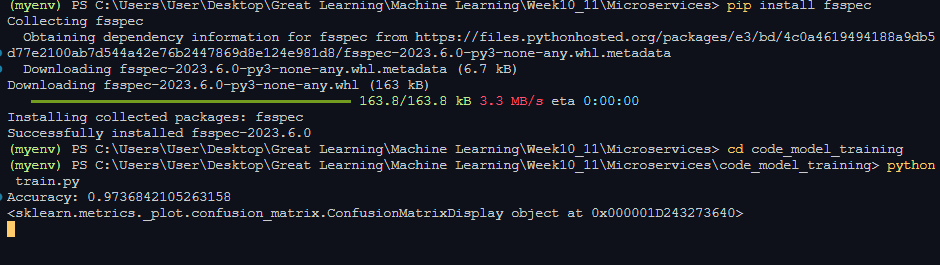 (myenv) PS C:\Users\User\Desktop\Great Learning\Machine Learning\Week10_11\Microservices> pip install fsspec
Collecting fsspec
  Obtaining dependency information for fsspec from https://files.pythonhosted.org/packages/e3/bd/4c0a4619494188a9db5
d77e2100ab7d544a42e76b2447869d8e124e981d8/fsspec-2023.6.0-py3-none-any.whl.metadata
  Downloading fsspec-2023.6.0-py3-none-any.whl.metadata (6.7 kB)
Downloading fsspec-2023.6.0-py3-none-any.whl (163 kB)
163.8/163.8 kB 3.3 MB/s eta 0:00:00
Installing collected packages: fsspec
Successfully installed fsspec-2023.6.0
(myenv) PS C:\Users\User\Desktop\Great Learning\Machine Learning\Week10_11\Microservices> cd code_model_training
(myenv) PS C:\Users\User\Desktop\Great Learning\Machine Learning\Week10_11\Microservices\code_model_training> python
 train.py
Accuracy: 0.9736842105263158
<sklearn.metrics._plot.confusion_matrix.ConfusionMatrixDisplay object at 0x000001D243273640>